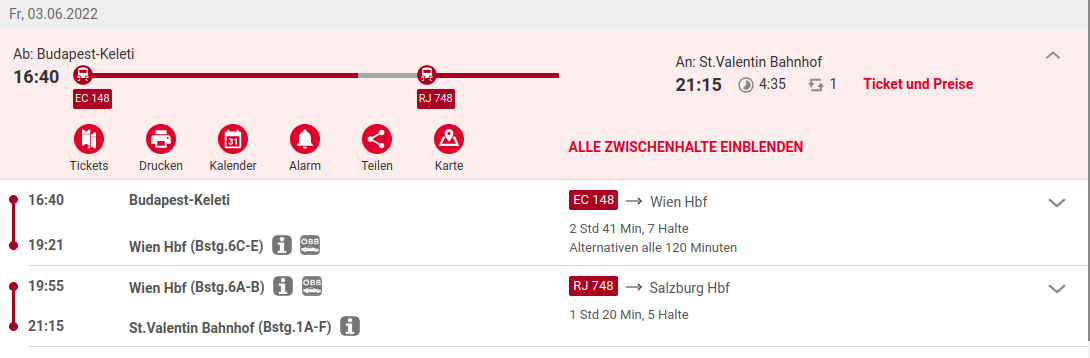 Fr, 03.06.2022
Ab: Budapest-Keleti
An: St.Valentin Bahnhof
16:40
21:15 4:35 1 Ticket und Preise
EC 148 RJ 748
31
Tickets Drucken Kalender Alarm Teilen Karte
ALLE ZWISCHENHALTE EINBLENDEN
16:40 Budapest-Keleti EC 148 → Wien Hbf
2 Std 41 Min, 7 Halte
19:21 Wien Hbf (Bstg.6C-E) i ÖBB
Alternativen alle 120 Minuten
19:55 Wien Hbf (Bstg.6A-B) i ÖBB RJ 748 → Salzburg Hbf
1 Std 20 Min, 5 Halte
21:15 St.Valentin Bahnhof (Bstg.1A-F) i